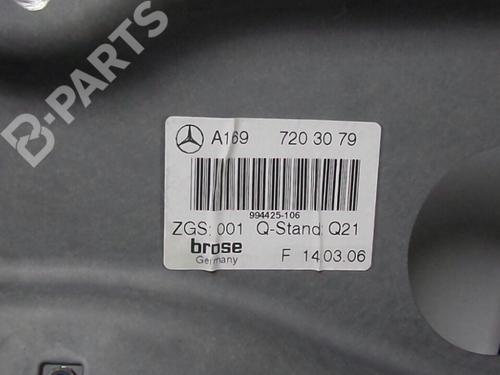 B-PARTS
A169 720 30 79
994425-106
ZGS: 001 Q-Stand: Q21
brose
Germany
F 14.03.06